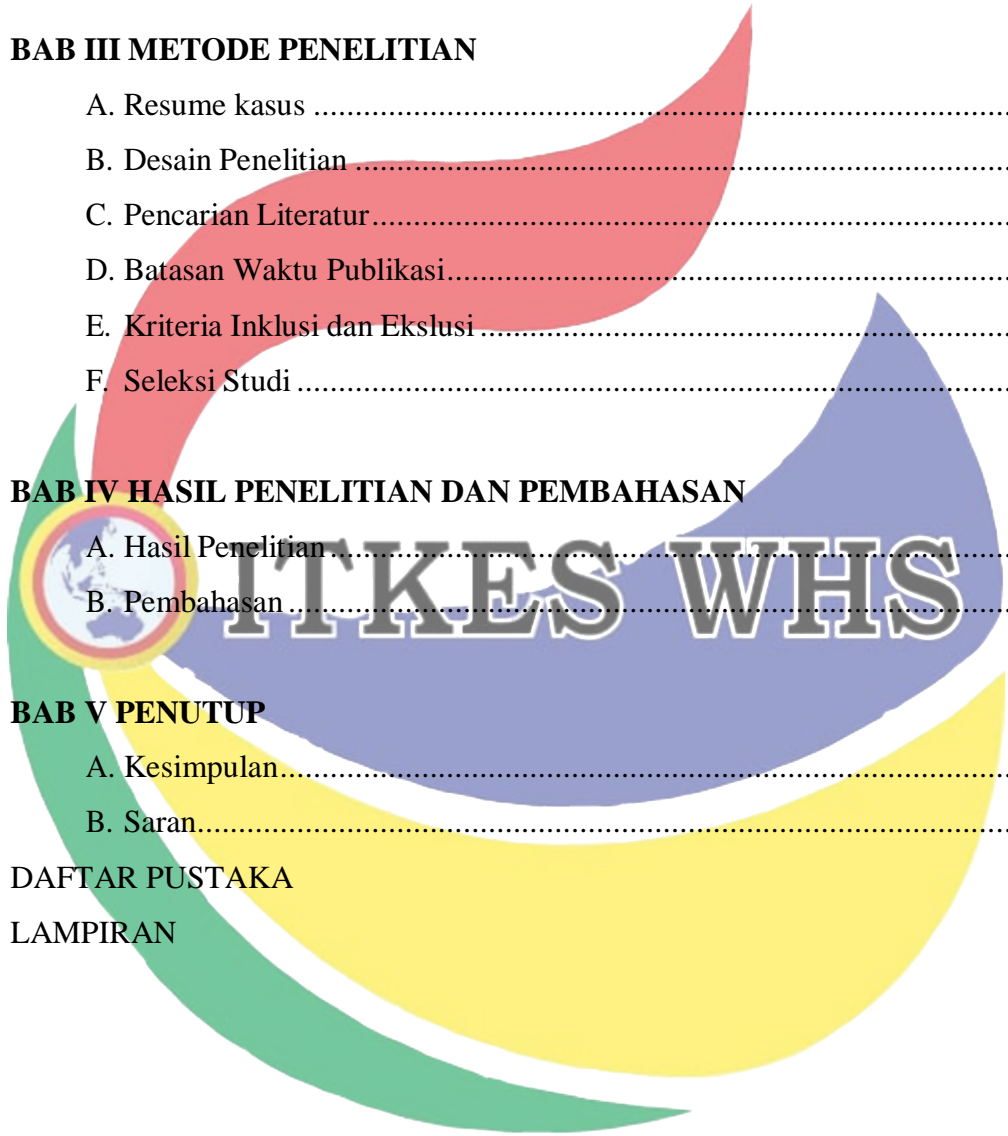 BAB III METODE PENELITIAN
A. Resume kasus ..........................................................................................
B. Desain Penelitian .....................................................................................
C. Pencarian Literatur...................................................................................
D. Batasan Waktu Publikasi..........................................................................
E. Kriteria Inklusi dan Ekslusi ......................................................................
F. Seleksi Studi ............................................................................................
BAB IV HASIL PENELITIAN DAN PEMBAHASAN
A. Hasil Penelitian ........................................................................................
ITKES WHS
B. Pembahasan .............................................................................................
BAB V PENUTUP
A. Kesimpulan..............................................................................................
B. Saran........................................................................................................
DAFTAR PUSTAKA
LAMPIRAN